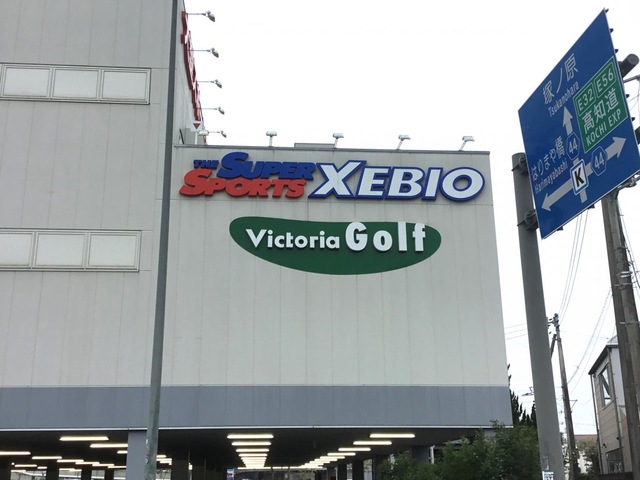 THE SUPER
SPORTS XEBIO
Victoria Golf
塚ノ原
Tsukanohara
E32 E56
高知道
KOCHI EXP
はりまや橋
Harimayabashi
44
44
K